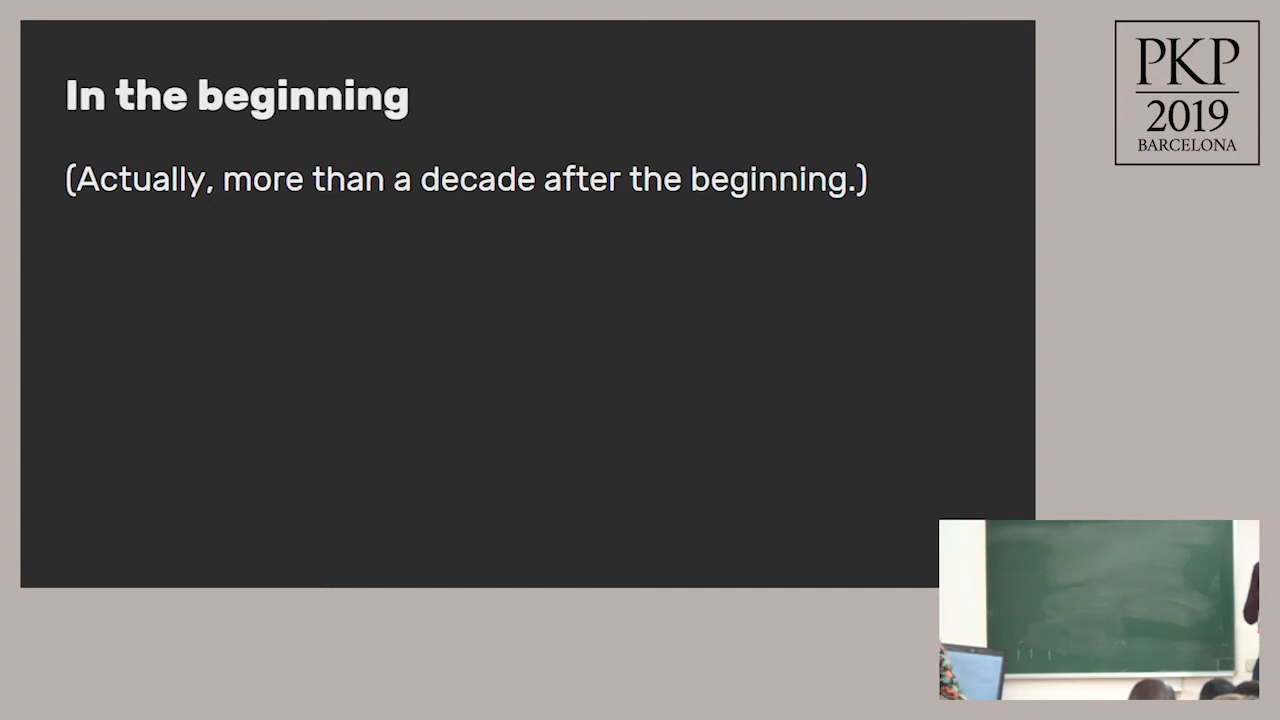 In the beginning
(Actually, more than a decade after the beginning.)
PKP
2019
BARCELONA